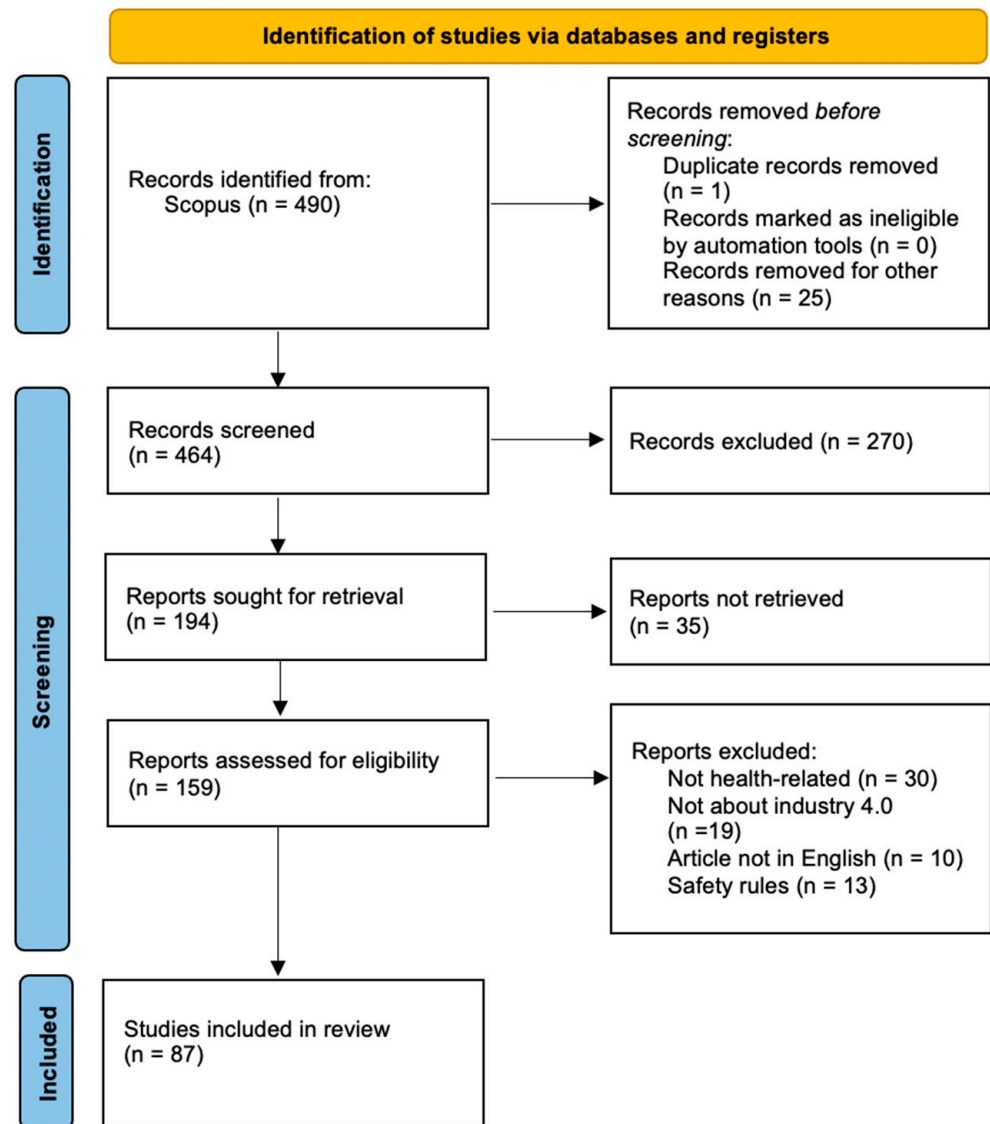 Identification of studies via databases and registers
Identification
Records identified from:
Scopus (n = 490)
Records removed before
screening:
Duplicate records removed
(n = 1)
Records marked as ineligible
by automation tools (n = 0)
Records removed for other
reasons (n = 25)
Screening
Records screened
(n = 464)
Records excluded (n = 270)
Reports sought for retrieval
(n = 194)
Reports not retrieved
(n = 35)
Reports assessed for eligibility
(n = 159)
Reports excluded:
Not health-related (n = 30)
Not about industry 4.0
(n =19)
Article not in English (n = 10)
Safety rules (n = 13)
Included
Studies included in review
(n = 87)